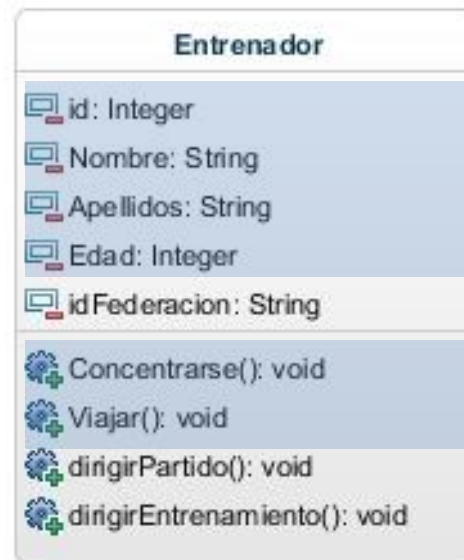 Entrenador
id: Integer
Nombre: String
Apellidos: String
Edad: Integer
idFederacion: String
Concentrarse(): void
Viajar(): void
dirigirPartido(): void
dirigirEntrenamiento(): void